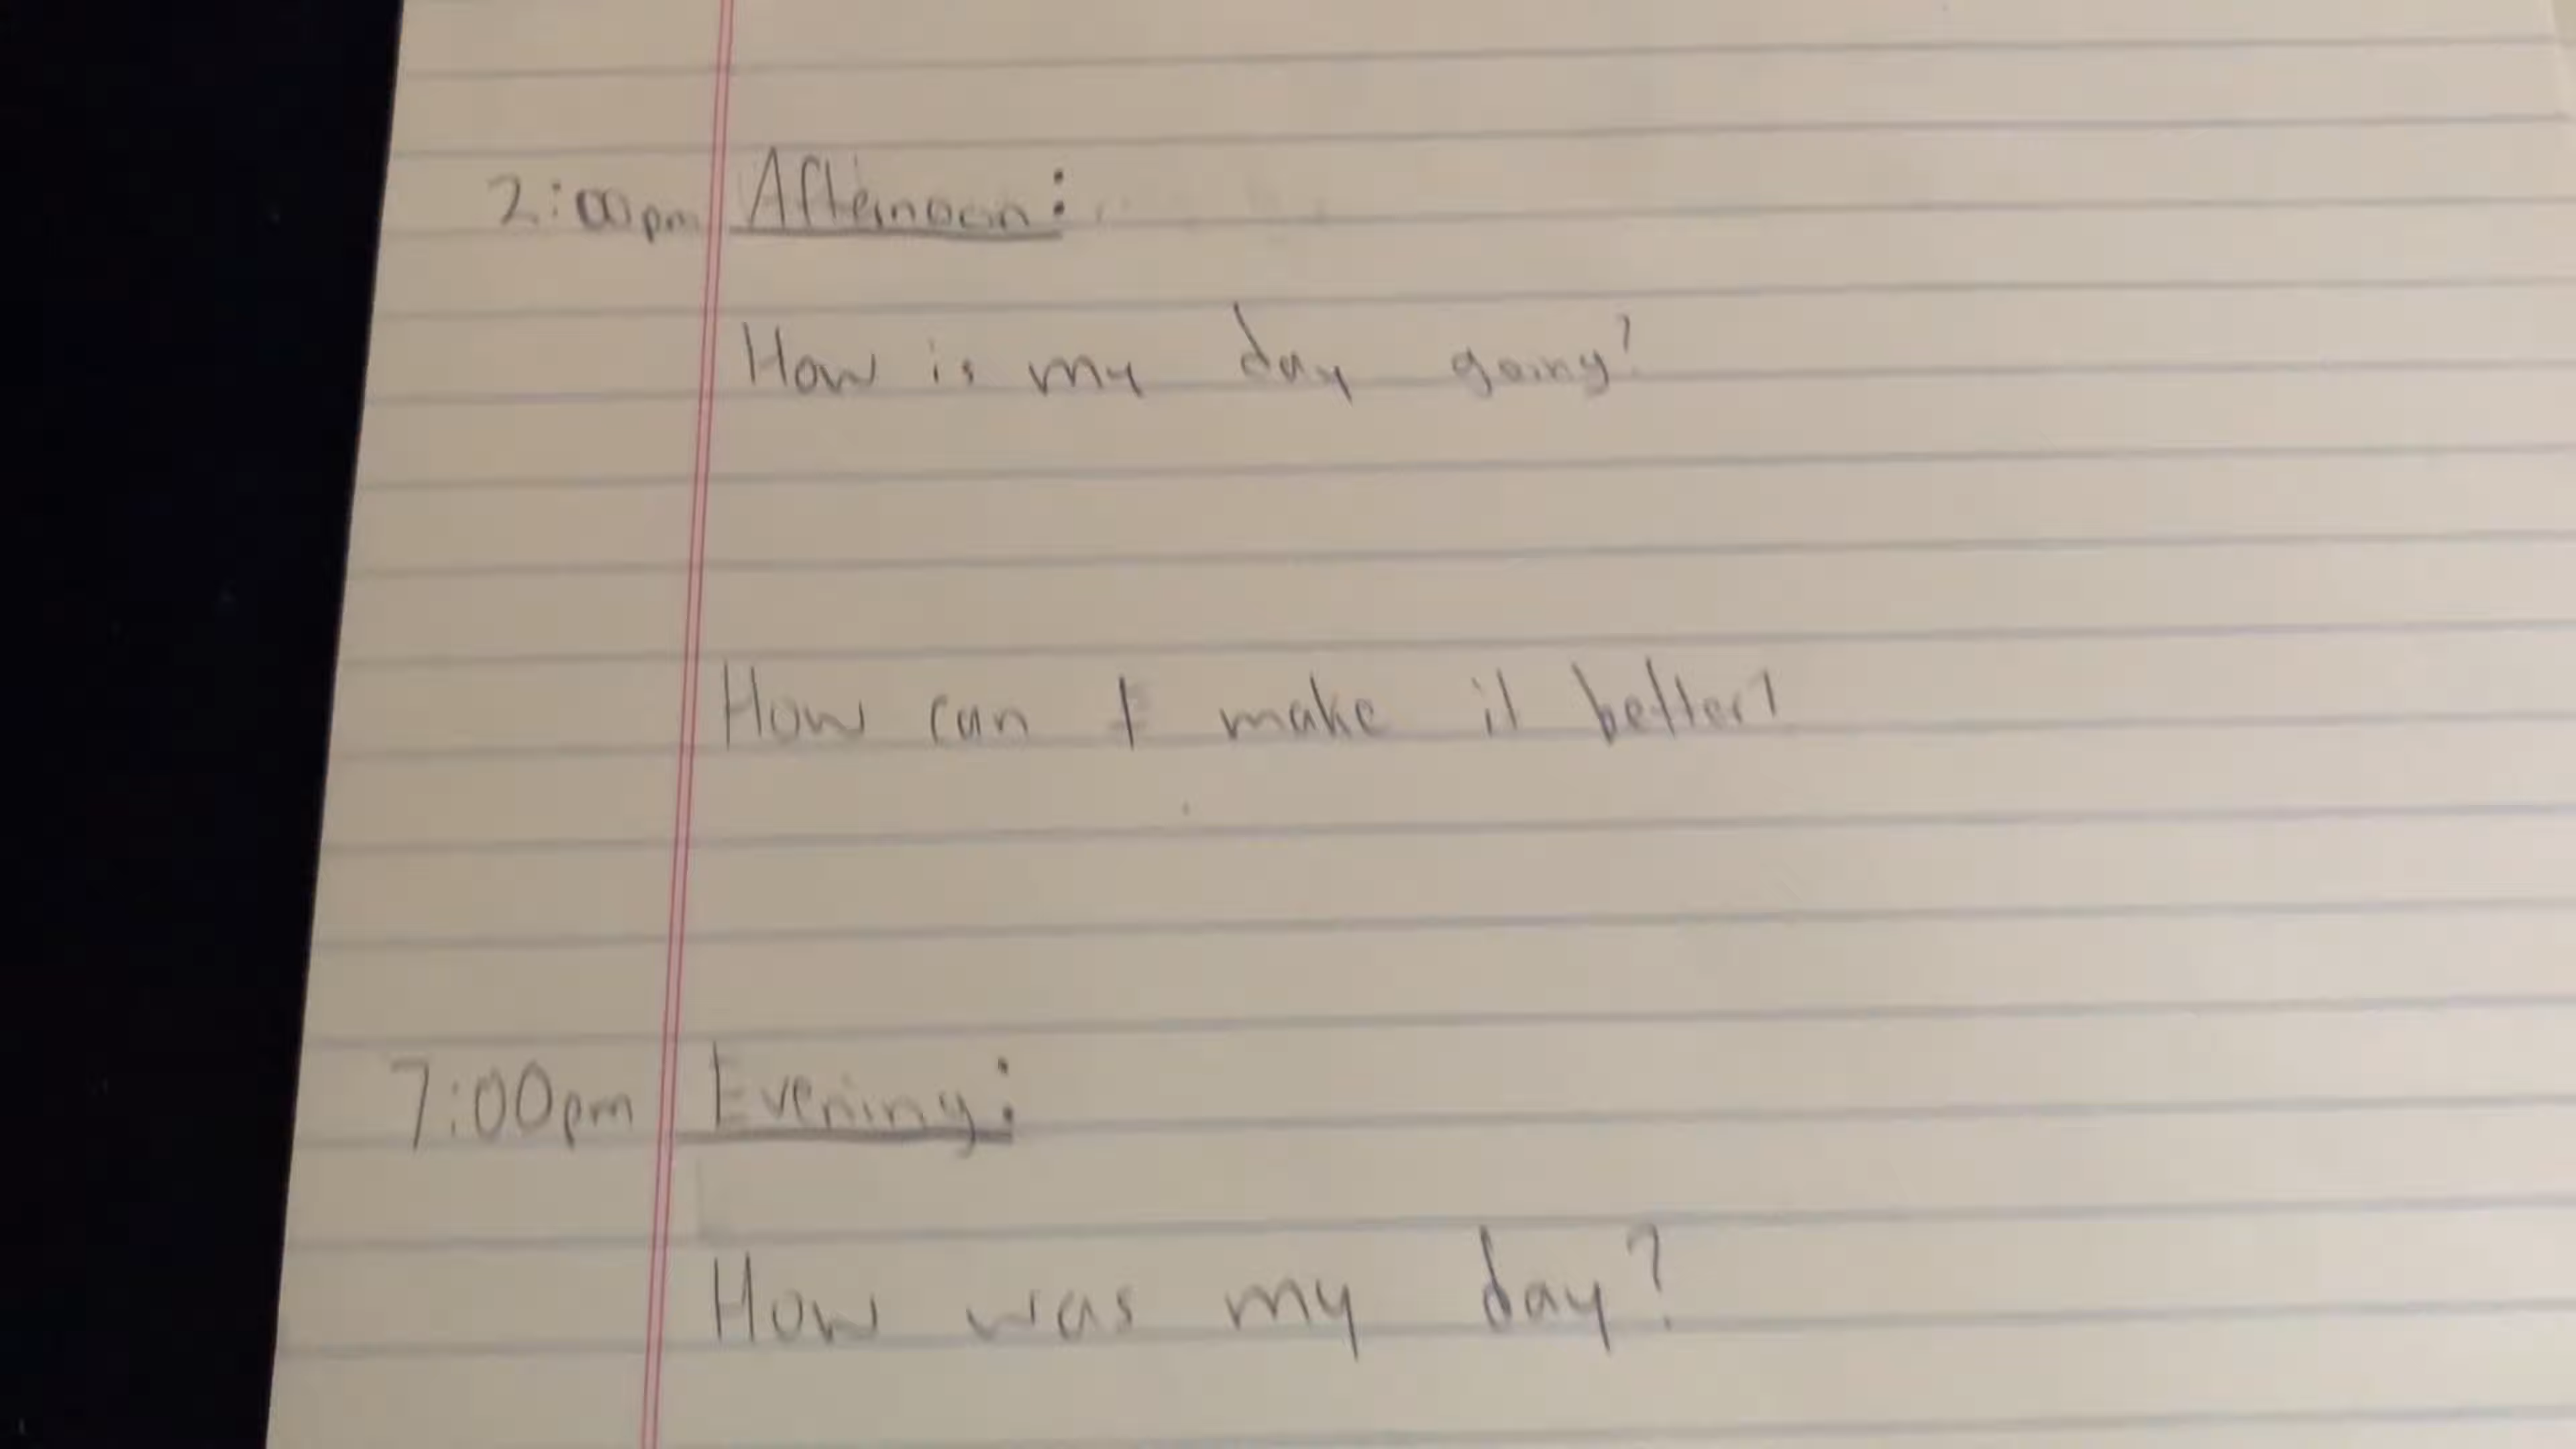 2:00pm Afternoon:
How is my day going?
How can I make it better?
7:00pm Evening:
How was my day?